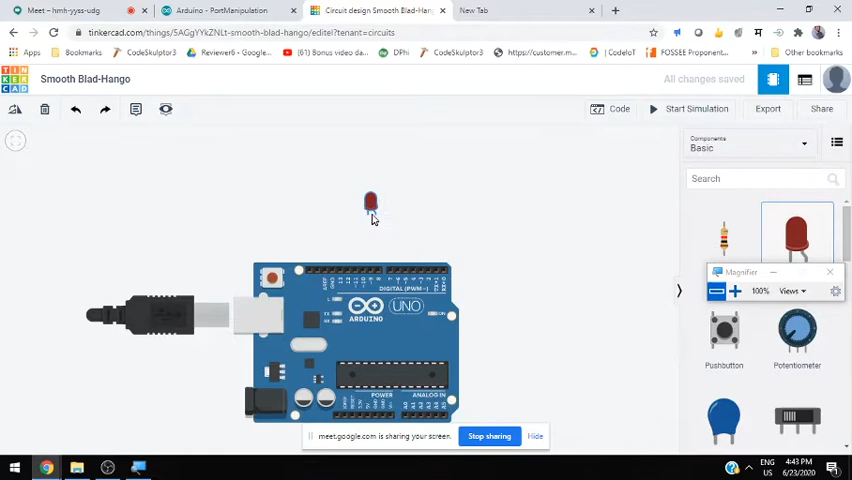 Meet – hmh-yyss-udg
Arduino - PortManipulation
Circuit design Smooth Blad-Hang
New Tab
tinkercad.com/things/5AGgYYkZNLt-smooth-blad-hango/editel?tenant=circuits
Apps
Bookmarks
CodeSkulptor3
Reviewer6
(61) Bonus video da...
DPhi
CodeSkulptor3
https://customer.m...
CodeIoT
FOSSEE Proponent...
Other bookmarks
TIN
KER
CAD
Smooth Blad-Hango
All changes saved
Code
Start Simulation
Export
Share
Components
Basic
Search
Magnifier
100%
Views
Pushbutton
Potentiometer
DIGITAL (PWM~)
UNO
ARDUINO
L
TX
RX
ON
POWER
ANALOG IN
meet.google.com is sharing your screen.
Stop sharing
Hide
ENG
US
4:43 PM
6/23/2020